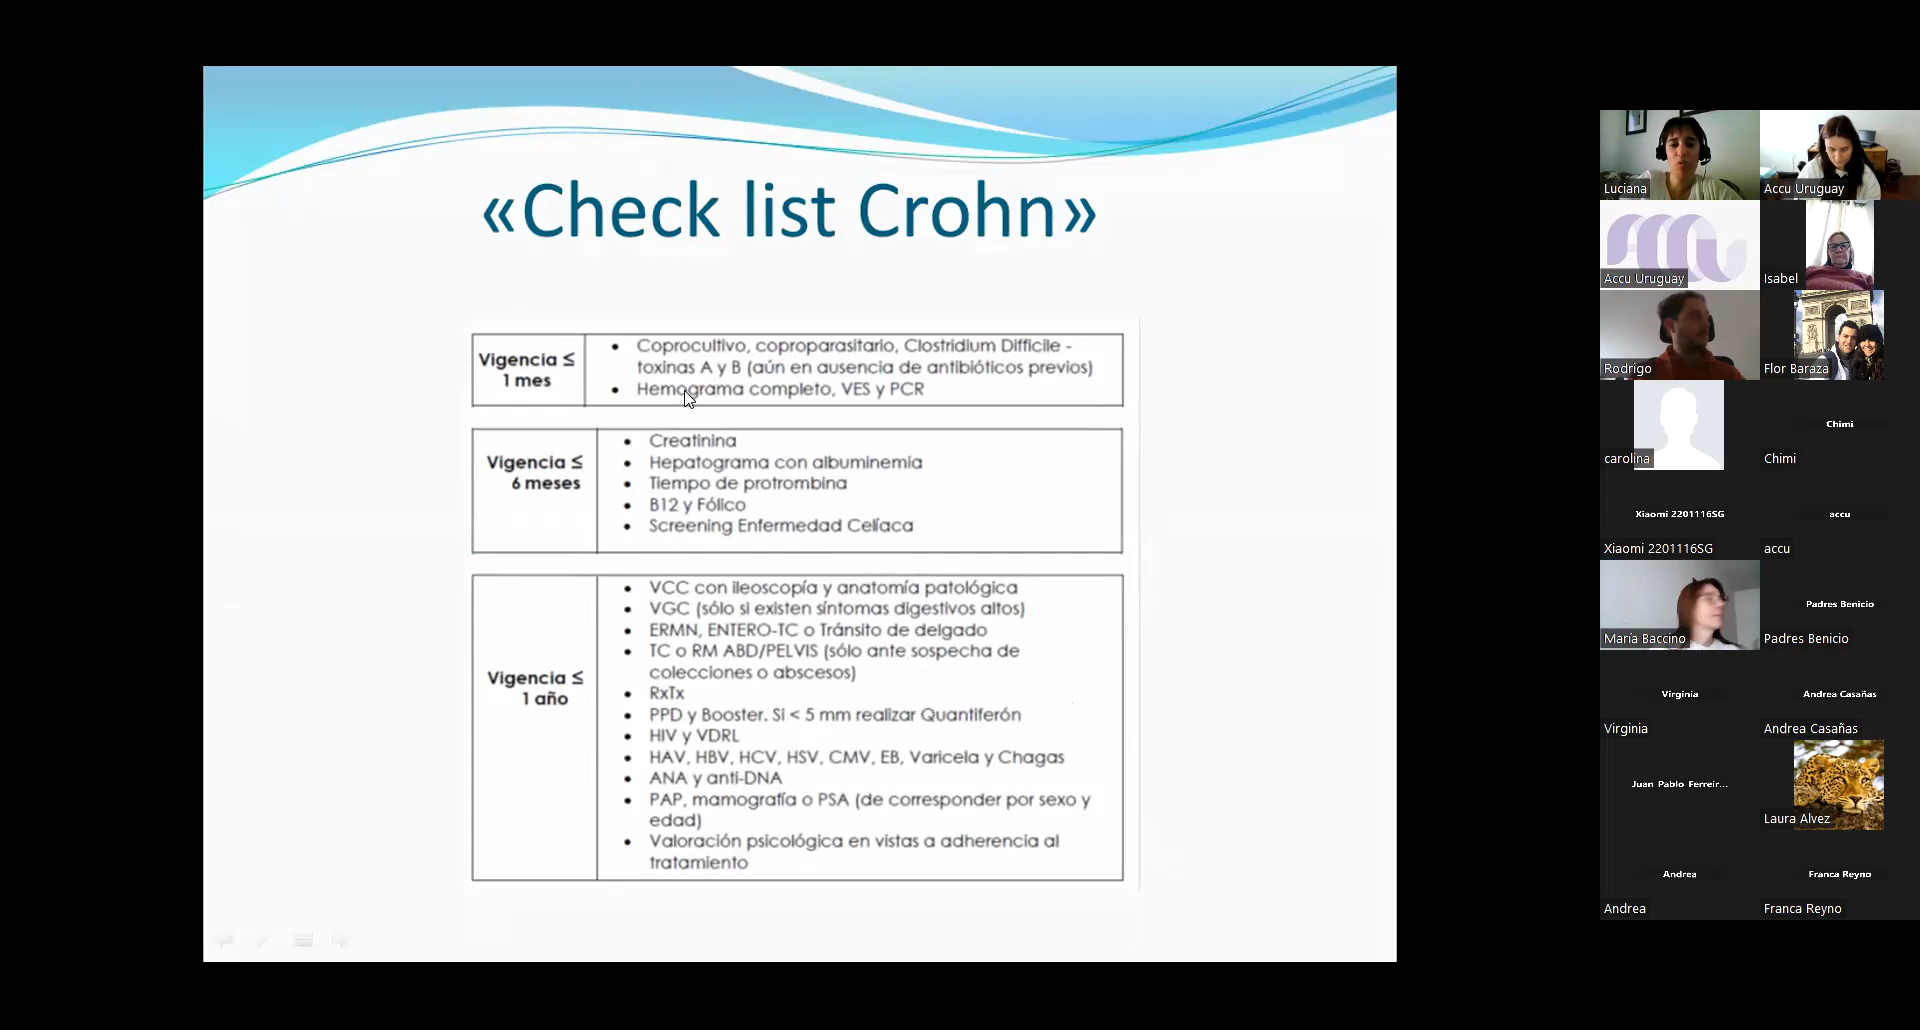 «Check list Crohn»
Vigencia ≤
1 mes
• Coprocultivo, coproparasitario, Clostridium Difficile -
toxinas A y B (aún en ausencia de antibióticos previos)
• Hemograma completo, VES y PCR
Vigencia ≤
6 meses
• Creatinina
• Hepatograma con albuminemia
• Tiempo de protrombina
• B12 y Fólico
• Screening Enfermedad Celíaca
Vigencia ≤
1 año
• VCC con ileoscopía y anatomía patológica
• VGC (sólo si existen síntomas digestivos altos)
• ERMN, ENTERO-TC o Tránsito de delgado
• TC o RM ABD/PELVIS (sólo ante sospecha de
colecciones o abscesos)
• RxTx
• PPD y Booster. Si < 5 mm realizar Quantiferón
• HIV y VDRL
• HAV, HBV, HCV, HSV, CMV, EB, Varicela y Chagas
• ANA y anti-DNA
• PAP, mamografía o PSA (de corresponder por sexo y
edad)
• Valoración psicológica en vistas a adherencia al
tratamiento
Luciana
Accu Uruguay
ACCU
Accu Uruguay
Isabel
Rodrigo
Flor Baraza
carolina
Chimi
Chimi
Xiaomi 2201116SG
accu
Xiaomi 2201116SG
accu
María Baccino
Padres Benicio
Padres Benicio
Virginia
Andrea Casañas
Virginia
Andrea Casañas
Juan Pablo Ferreir...
Laura Alvez
Andrea
Franca Reyno
Andrea
Franca Reyno